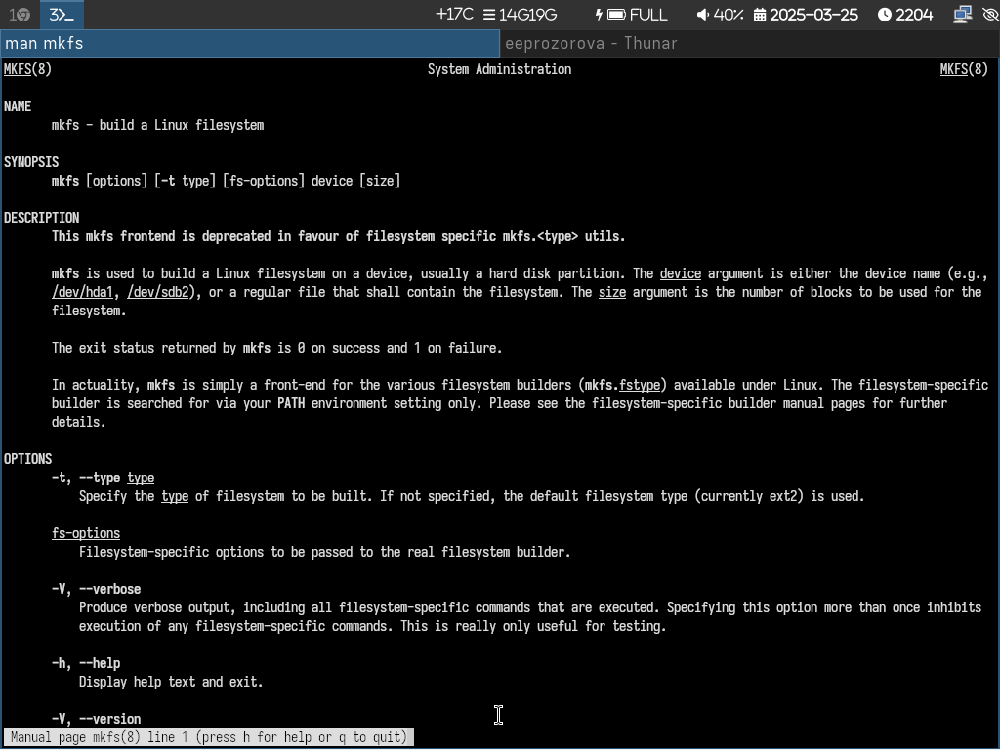 1 3>_ +17C 14G19G FULL 40% 2025-03-25 2204
man mkfs eeprozorova - Thunar
MKFS(8) System Administration MKFS(8)
NAME
mkfs - build a Linux filesystem
SYNOPSIS
mkfs [options] [-t type] [fs-options] device [size]
DESCRIPTION
This mkfs frontend is deprecated in favour of filesystem specific mkfs.<type> utils.
mkfs is used to build a Linux filesystem on a device, usually a hard disk partition. The device argument is either the device name (e.g.,
/dev/hda1, /dev/sdb2), or a regular file that shall contain the filesystem. The size argument is the number of blocks to be used for the
filesystem.
The exit status returned by mkfs is 0 on success and 1 on failure.
In actuality, mkfs is simply a front-end for the various filesystem builders (mkfs.fstype) available under Linux. The filesystem-specific
builder is searched for via your PATH environment setting only. Please see the filesystem-specific builder manual pages for further
details.
OPTIONS
-t, --type type
Specify the type of filesystem to be built. If not specified, the default filesystem type (currently ext2) is used.
fs-options
Filesystem-specific options to be passed to the real filesystem builder.
-V, --verbose
Produce verbose output, including all filesystem-specific commands that are executed. Specifying this option more than once inhibits
execution of any filesystem-specific commands. This is really only useful for testing.
-h, --help
Display help text and exit.
-V, --version
Manual page mkfs(8) line 1 (press h for help or q to quit)